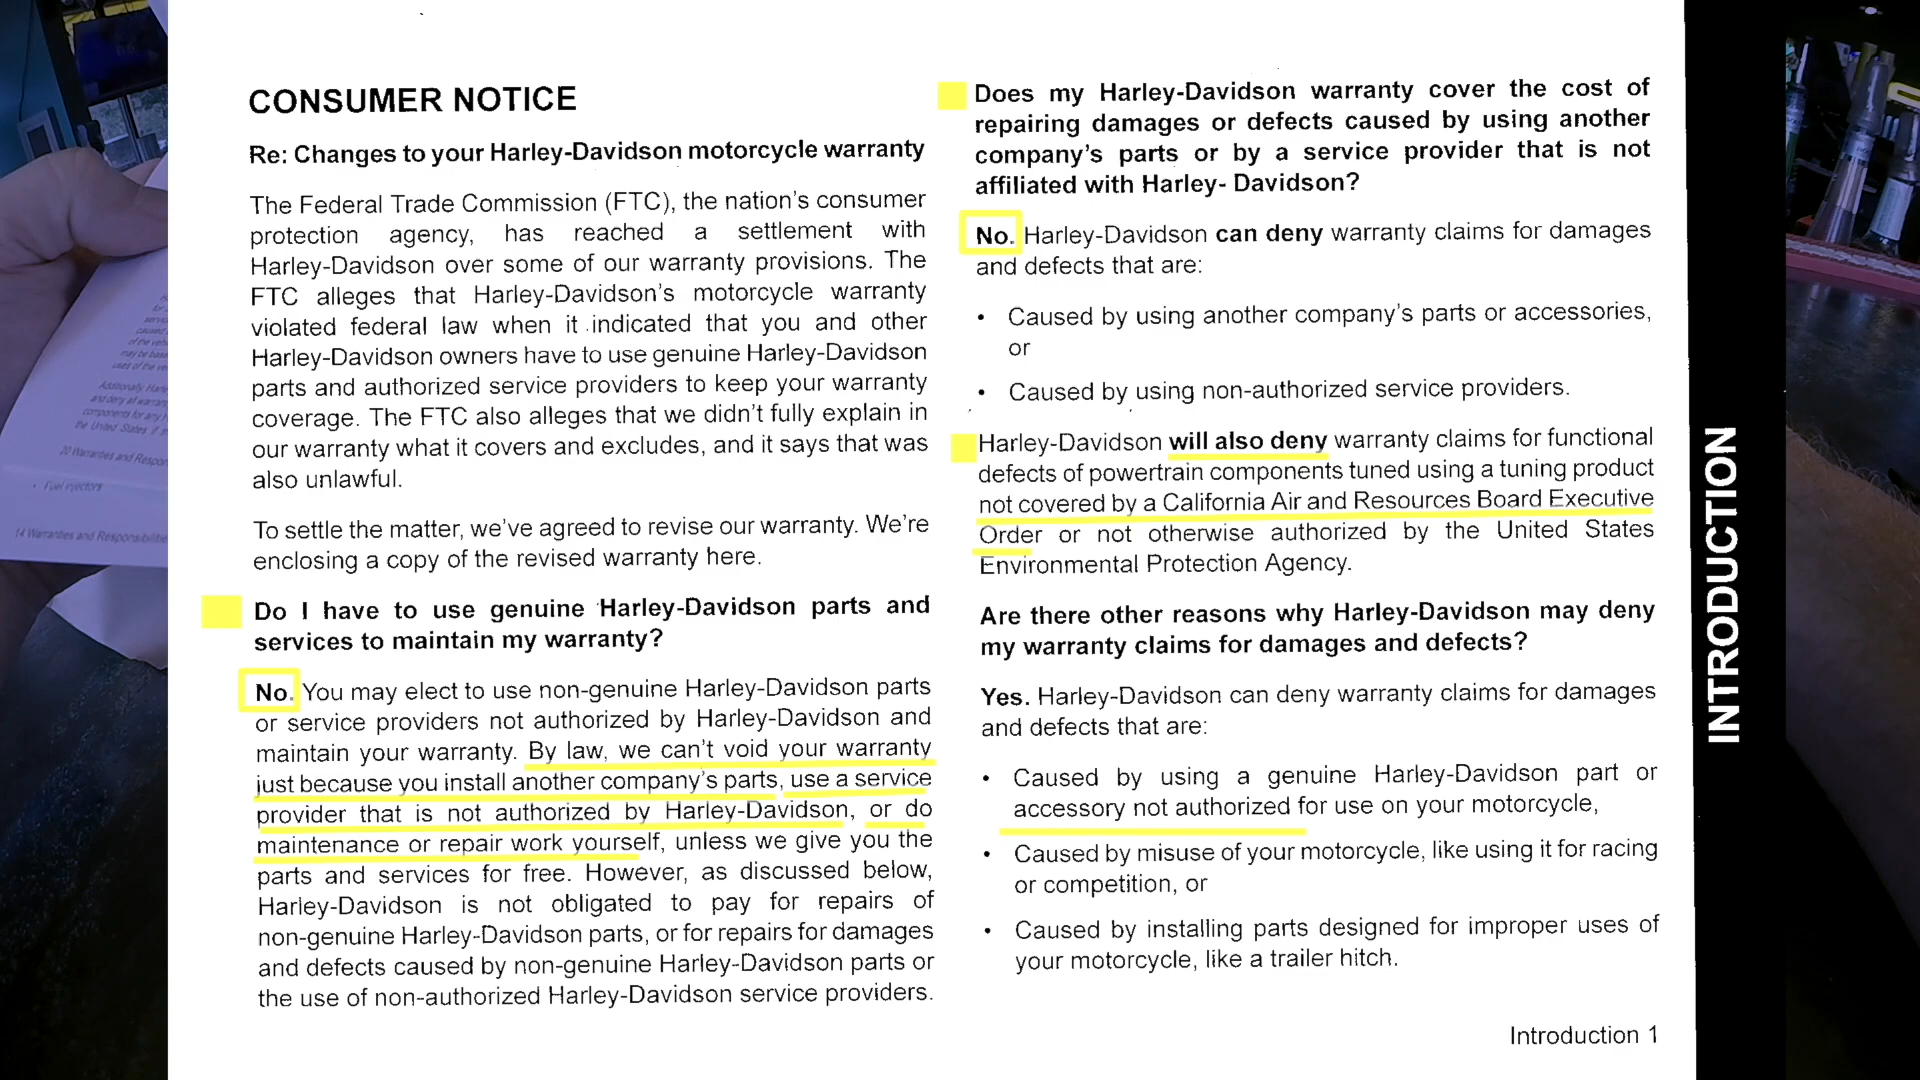 CONSUMER NOTICE
Re: Changes to your Harley-Davidson motorcycle warranty
The Federal Trade Commission (FTC), the nation's consumer
protection agency, has reached a settlement with
Harley-Davidson over some of our warranty provisions. The
FTC alleges that Harley-Davidson's motorcycle warranty
violated federal law when it indicated that you and other
Harley-Davidson owners have to use genuine Harley-Davidson
parts and authorized service providers to keep your warranty
coverage. The FTC also alleges that we didn't fully explain in
our warranty what it covers and excludes, and it says that was
also unlawful.
To settle the matter, we've agreed to revise our warranty. We're
enclosing a copy of the revised warranty here.
Do I have to use genuine Harley-Davidson parts and
services to maintain my warranty?
No. You may elect to use non-genuine Harley-Davidson parts
or service providers not authorized by Harley-Davidson and
maintain your warranty. By law, we can't void your warranty
just because you install another company's parts, use a service
provider that is not authorized by Harley-Davidson, or do
maintenance or repair work yourself, unless we give you the
parts and services for free. However, as discussed below,
Harley-Davidson is not obligated to pay for repairs of
non-genuine Harley-Davidson parts, or for repairs for damages
and defects caused by non-genuine Harley-Davidson parts or
the use of non-authorized Harley-Davidson service providers.
Does my Harley-Davidson warranty cover the cost of
repairing damages or defects caused by using another
company's parts or by a service provider that is not
affiliated with Harley- Davidson?
No. Harley-Davidson can deny warranty claims for damages
and defects that are:
• Caused by using another company's parts or accessories,
or
• Caused by using non-authorized service providers.
Harley-Davidson will also deny warranty claims for functional
defects of powertrain components tuned using a tuning product
not covered by a California Air and Resources Board Executive
Order or not otherwise authorized by the United States
Environmental Protection Agency.
Are there other reasons why Harley-Davidson may deny
my warranty claims for damages and defects?
Yes. Harley-Davidson can deny warranty claims for damages
and defects that are:
• Caused by using a genuine Harley-Davidson part or
accessory not authorized for use on your motorcycle,
• Caused by misuse of your motorcycle, like using it for racing
or competition, or
• Caused by installing parts designed for improper uses of
your motorcycle, like a trailer hitch.
Introduction 1
INTRODUCTION
20 Warranties and Respon
• Fuel injectors
14 Warranties and Responsibilitie